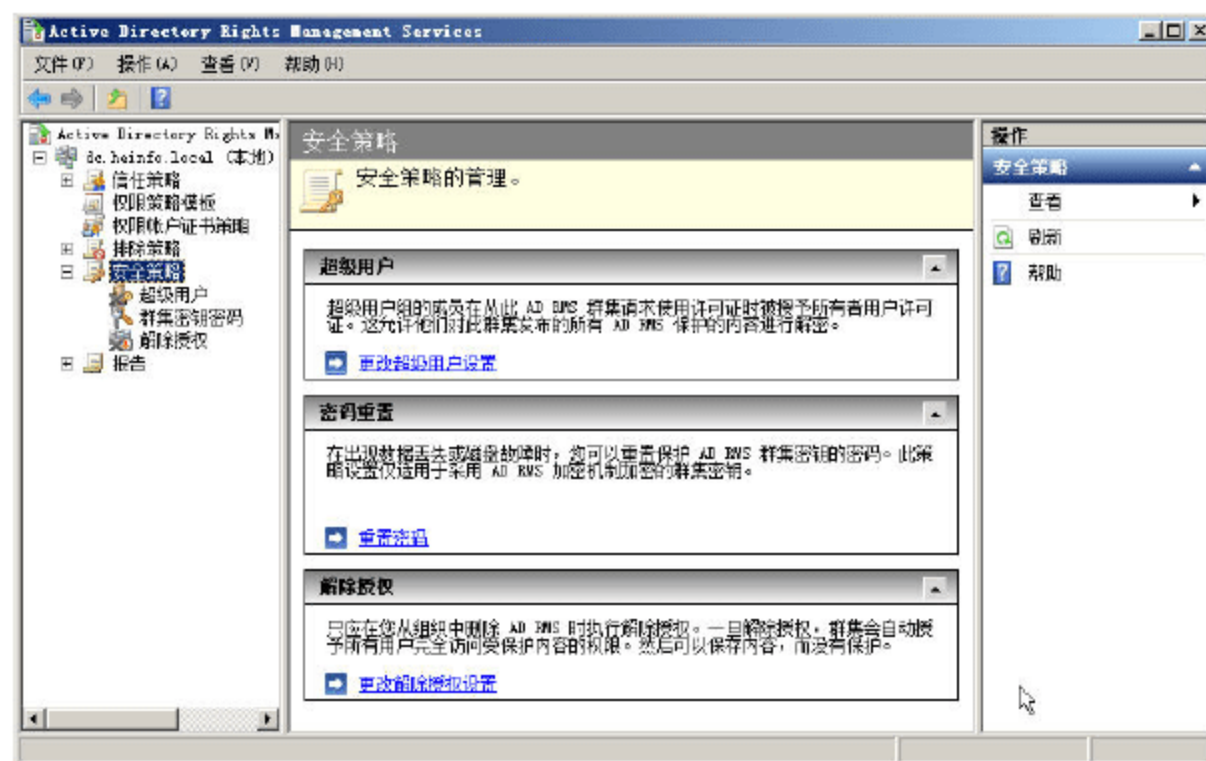 Active Directory Rights Management Services
文件(F) 操作(A) 查看(V) 帮助(H)
Active Directory Rights Ma
dc.heinfo.local (本地)
信任策略
权限策略模板
权限帐户证书策略
排除策略
安全策略
超级用户
群集密钥密码
解除授权
报告
安全策略
安全策略的管理。
超级用户
超级用户组的成员在从此 AD RMS 群集请求使用许可证时被授予所有者用户许可
证。这允许他们对此群集发布的所有 AD RMS 保护的内容进行解密。
更改超级用户设置
密码重置
在出现数据丢失或磁盘故障时，您可以重置保护 AD RMS 群集密钥的密码。此策
略设置仅适用于采用 AD RMS 加密机制加密的群集密钥。
重置密码
解除授权
只应在您从组织中删除 AD RMS 时执行解除授权。一旦解除授权，群集会自动授
予所有用户完全访问受保护内容的权限。然后可以保存内容，而没有保护。
更改解除授权设置
操作
安全策略
查看
刷新
帮助